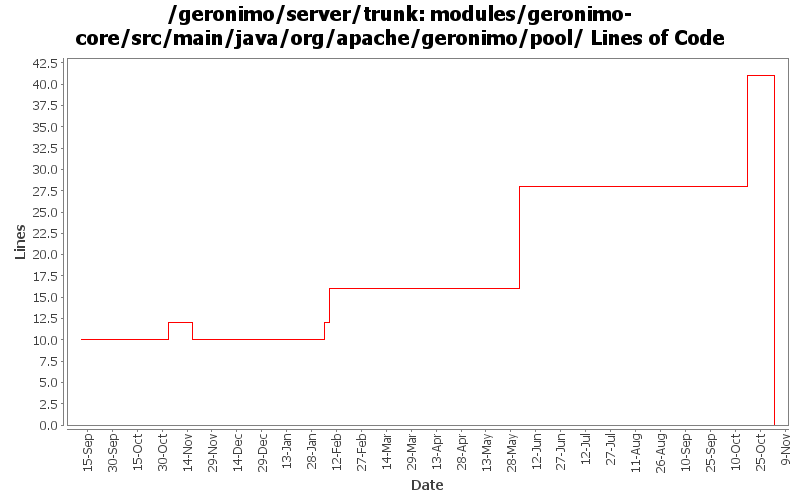 /geronimo/server/trunk: modules/geronimo-
core/src/main/java/org/apache/geronimo/pool/ Lines of Code
42.5
40.0
37.5
35.0
32.5
30.0
27.5
25.0
22.5
20.0
17.5
15.0
12.5
10.0
7.5
5.0
2.5
0.0
Lines
15-Sep
30-Sep
15-Oct
30-Oct
14-Nov
29-Nov
14-Dec
29-Dec
13-Jan
28-Jan
12-Feb
27-Feb
14-Mar
29-Mar
13-Apr
28-Apr
13-May
28-May
12-Jun
27-Jun
12-Jul
27-Jul
11-Aug
26-Aug
10-Sep
25-Sep
10-Oct
25-Oct
9-Nov
Date